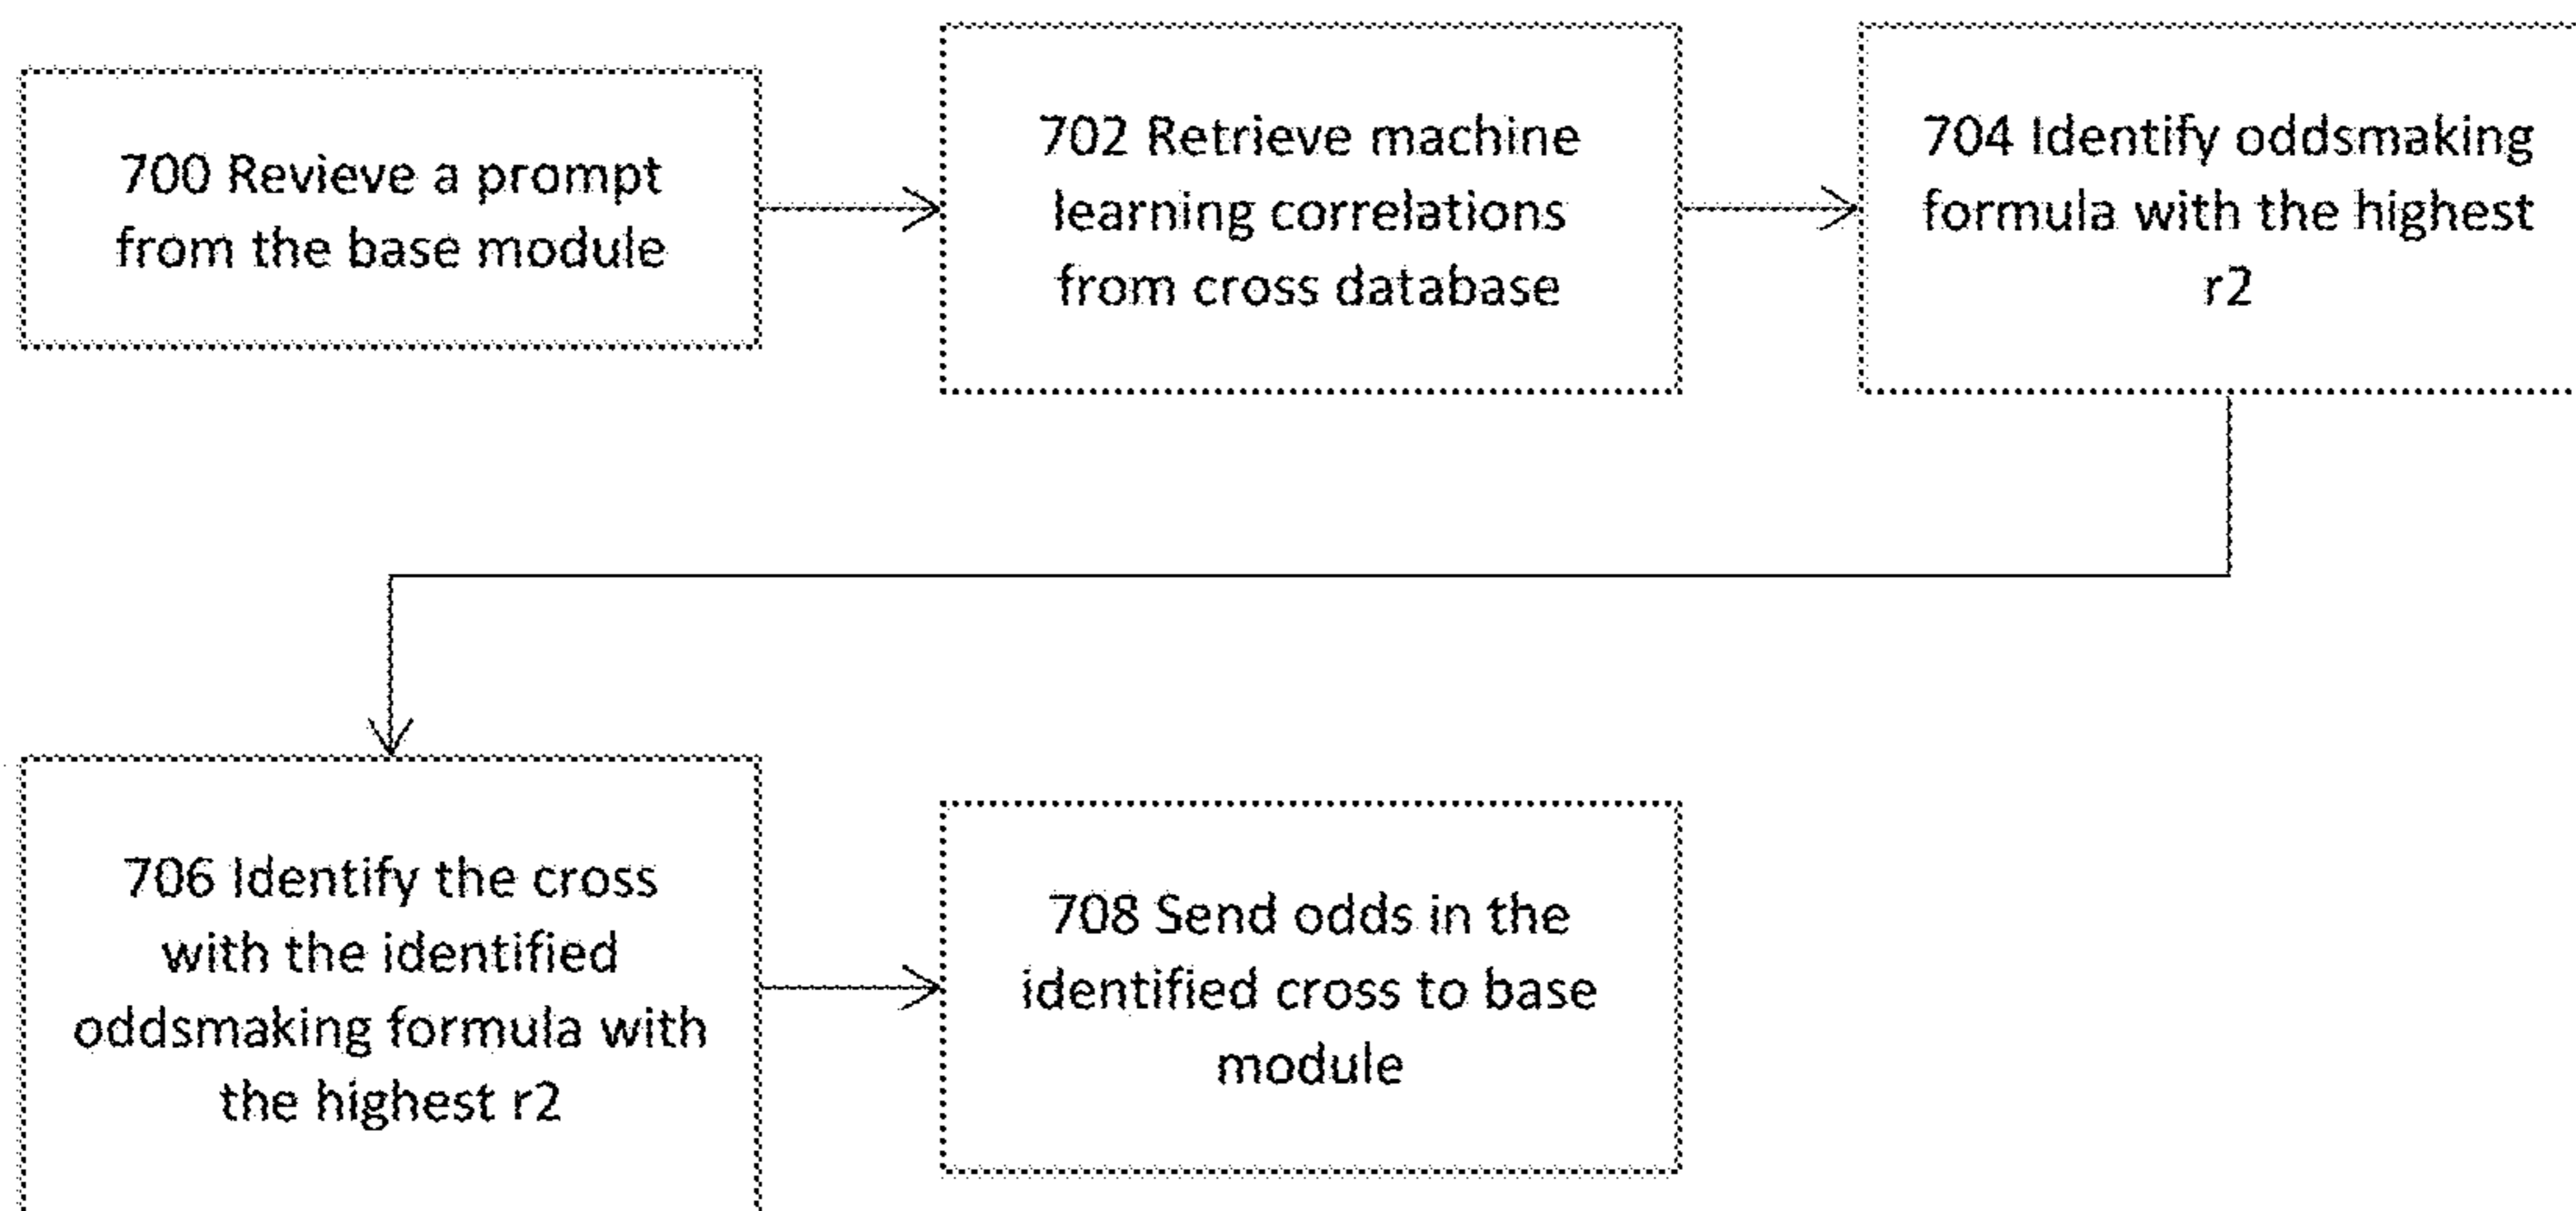 700 Revieve a prompt
from the base module
702 Retrieve machine
learning correlations
from cross database
704 Identify oddsmaking
formula with the highest
r2
706 Identify the cross
with the identified
oddsmaking formula with
the highest r2
708 Send odds in the
identified cross to base
module